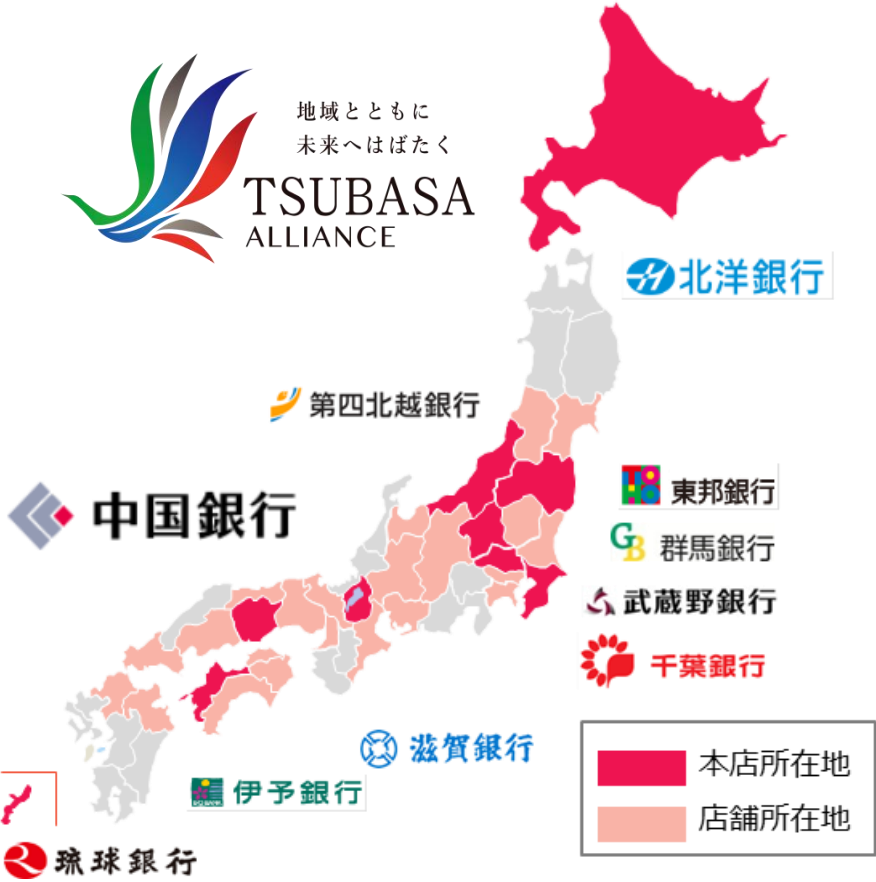 地域とともに
未来へはばたく
TSUBASA
ALLIANCE
北洋銀行
第四北越銀行
中国銀行
TO
HO
東邦銀行
GB
群馬銀行
武蔵野銀行
千葉銀行
滋賀銀行
本店所在地
店舗所在地
伊予銀行
琉球銀行